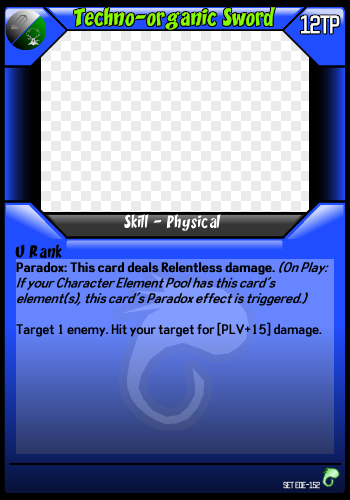 Techno-organic Sword
12TP
Skill - Physical
U Rank
Paradox: This card deals Relentless damage. (On Play:
If your Character Element Pool has this card's
element(s), this card's Paradox effect is triggered.)
Target 1 enemy. Hit your target for [PLV+15] damage.
SET EDE-152